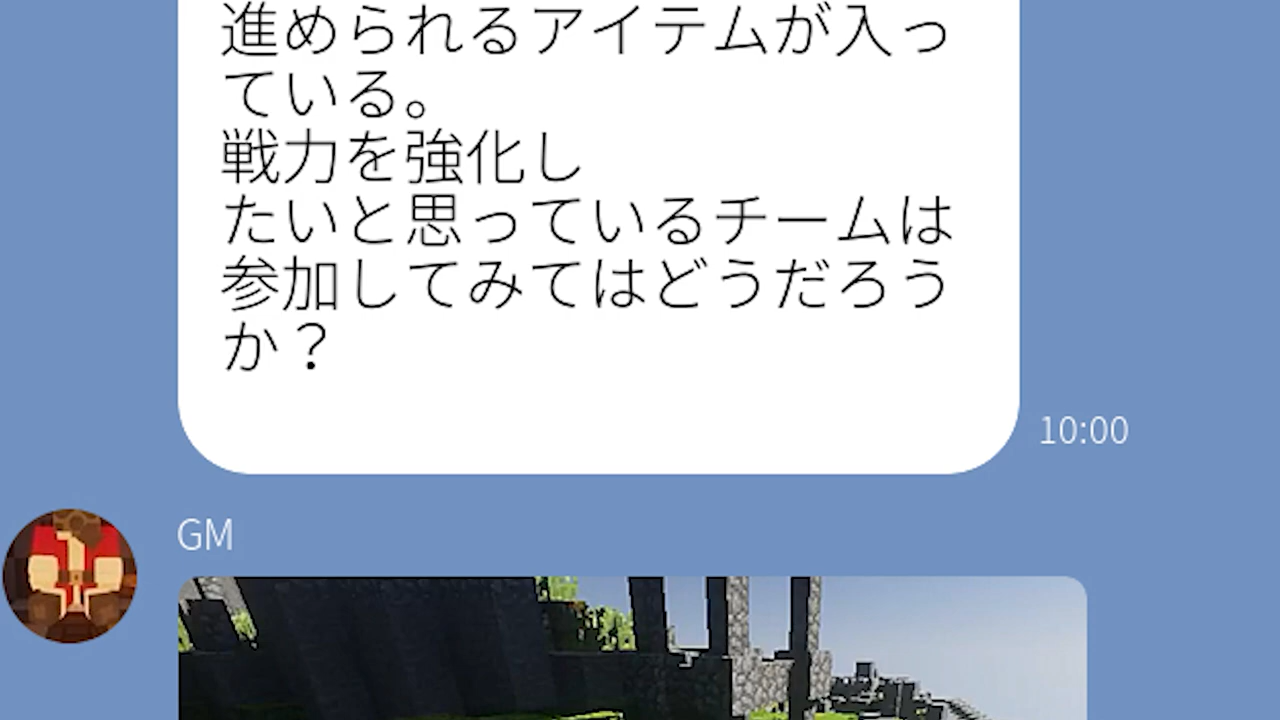 進められるアイテムが入っ
ている。
戦力を強化し
たいと思っているチームは
参加してみてはどうだろう
か？
10:00
GM